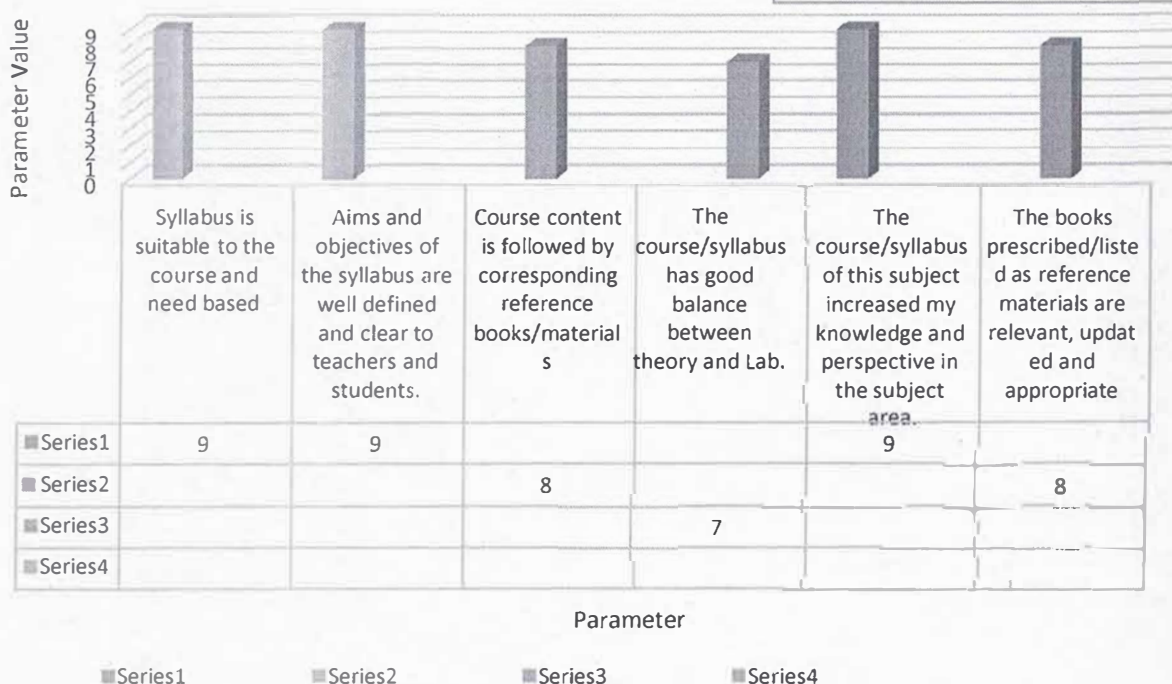 Parameter Value
9
8
7
6
5
4
3
2
1
0
Syllabus is
suitable to the
course and
need based
Aims and
objectives of
the syllabus are
well defined
and clear to
teachers and
students.
Course content
is followed by
corresponding
reference
books/material
s
The
course/syllabus
has good
balance
between
theory and Lab.
The
course/syllabus
of this subject
increased my
knowledge and
perspective in
the subject
area.
The books
prescribed/liste
d as reference
materials are
relevant, updat
ed and
appropriate
Series1 9 9 9
Series2 8 8
Series3 7
Series4
Parameter
Series1 Series2 Series3 Series4